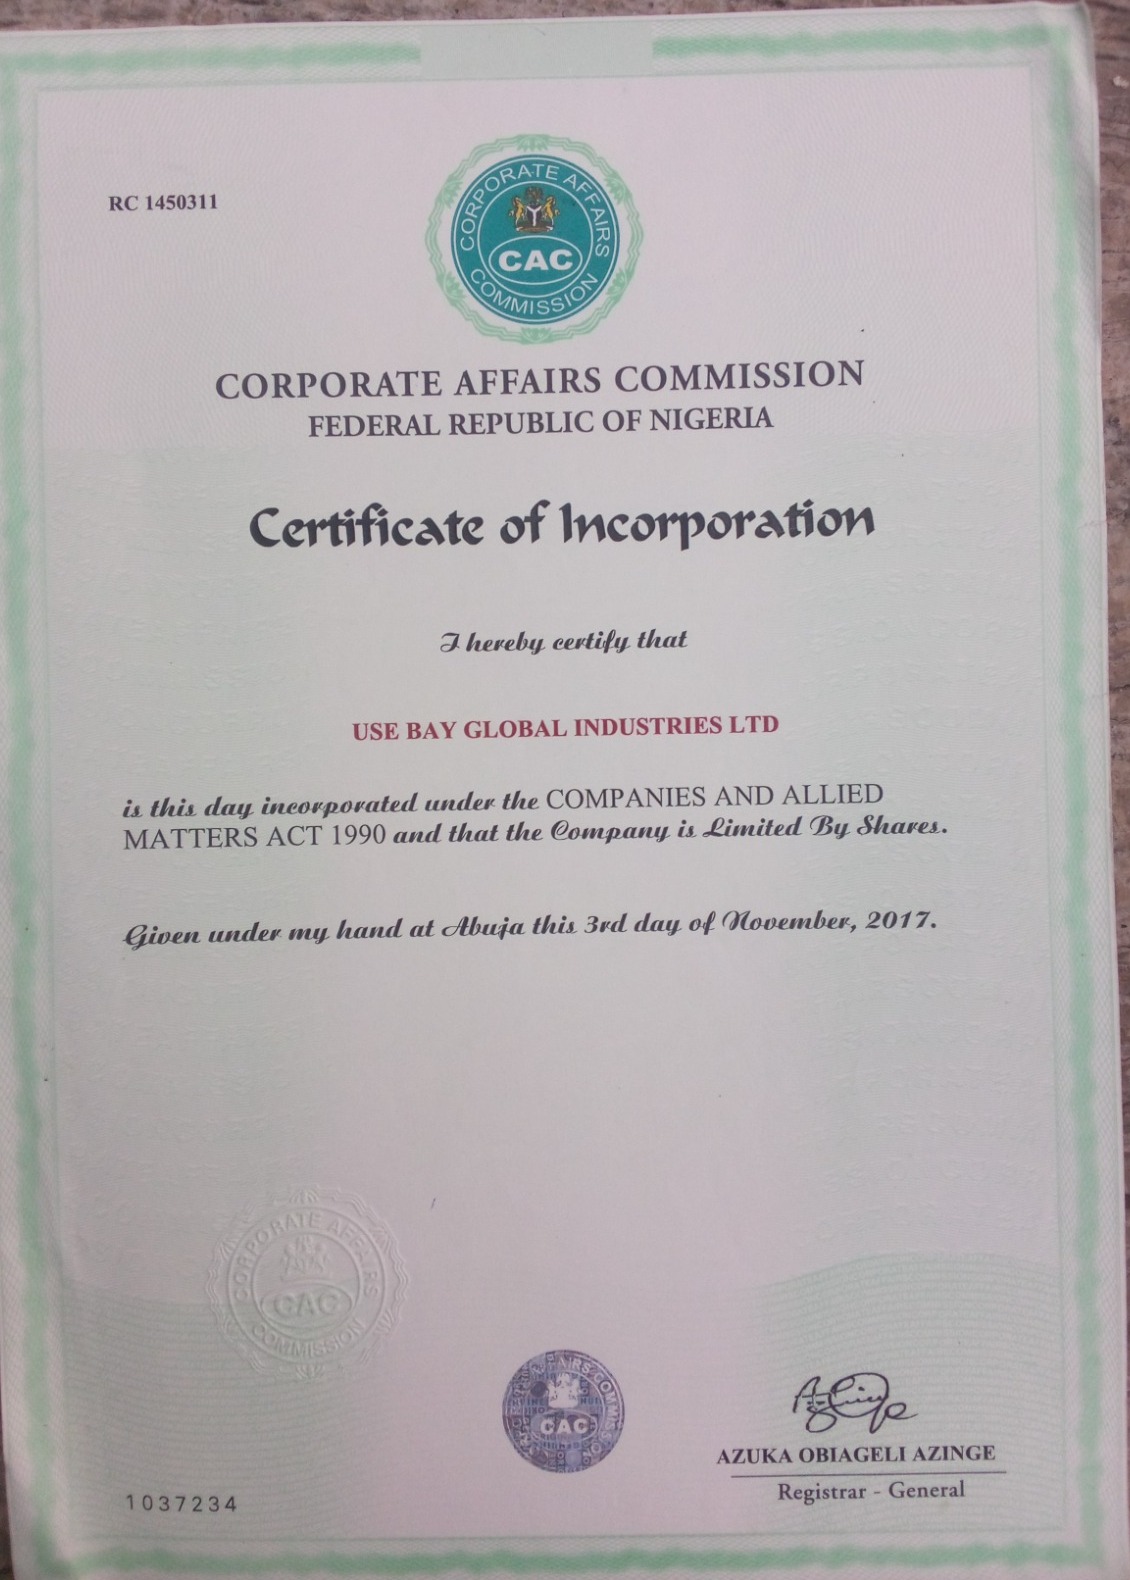 RC 1450311
CORPORATE AFFAIRS COMMISSION
CAC
CORPORATE AFFAIRS COMMISSION
FEDERAL REPUBLIC OF NIGERIA
Certificate of Incorporation
I hereby certify that
USE BAY GLOBAL INDUSTRIES LTD
is this day incorporated under the COMPANIES AND ALLIED
MATTERS ACT 1990 and that the Company is Limited By Shares.
Given under my hand at Abuja this 3rd day of November, 2017.
CORPORATE AFFAIRS COMMISSION
CAC
CAC
AZUKA OBIAGELI AZINGE
Registrar - General
1037234